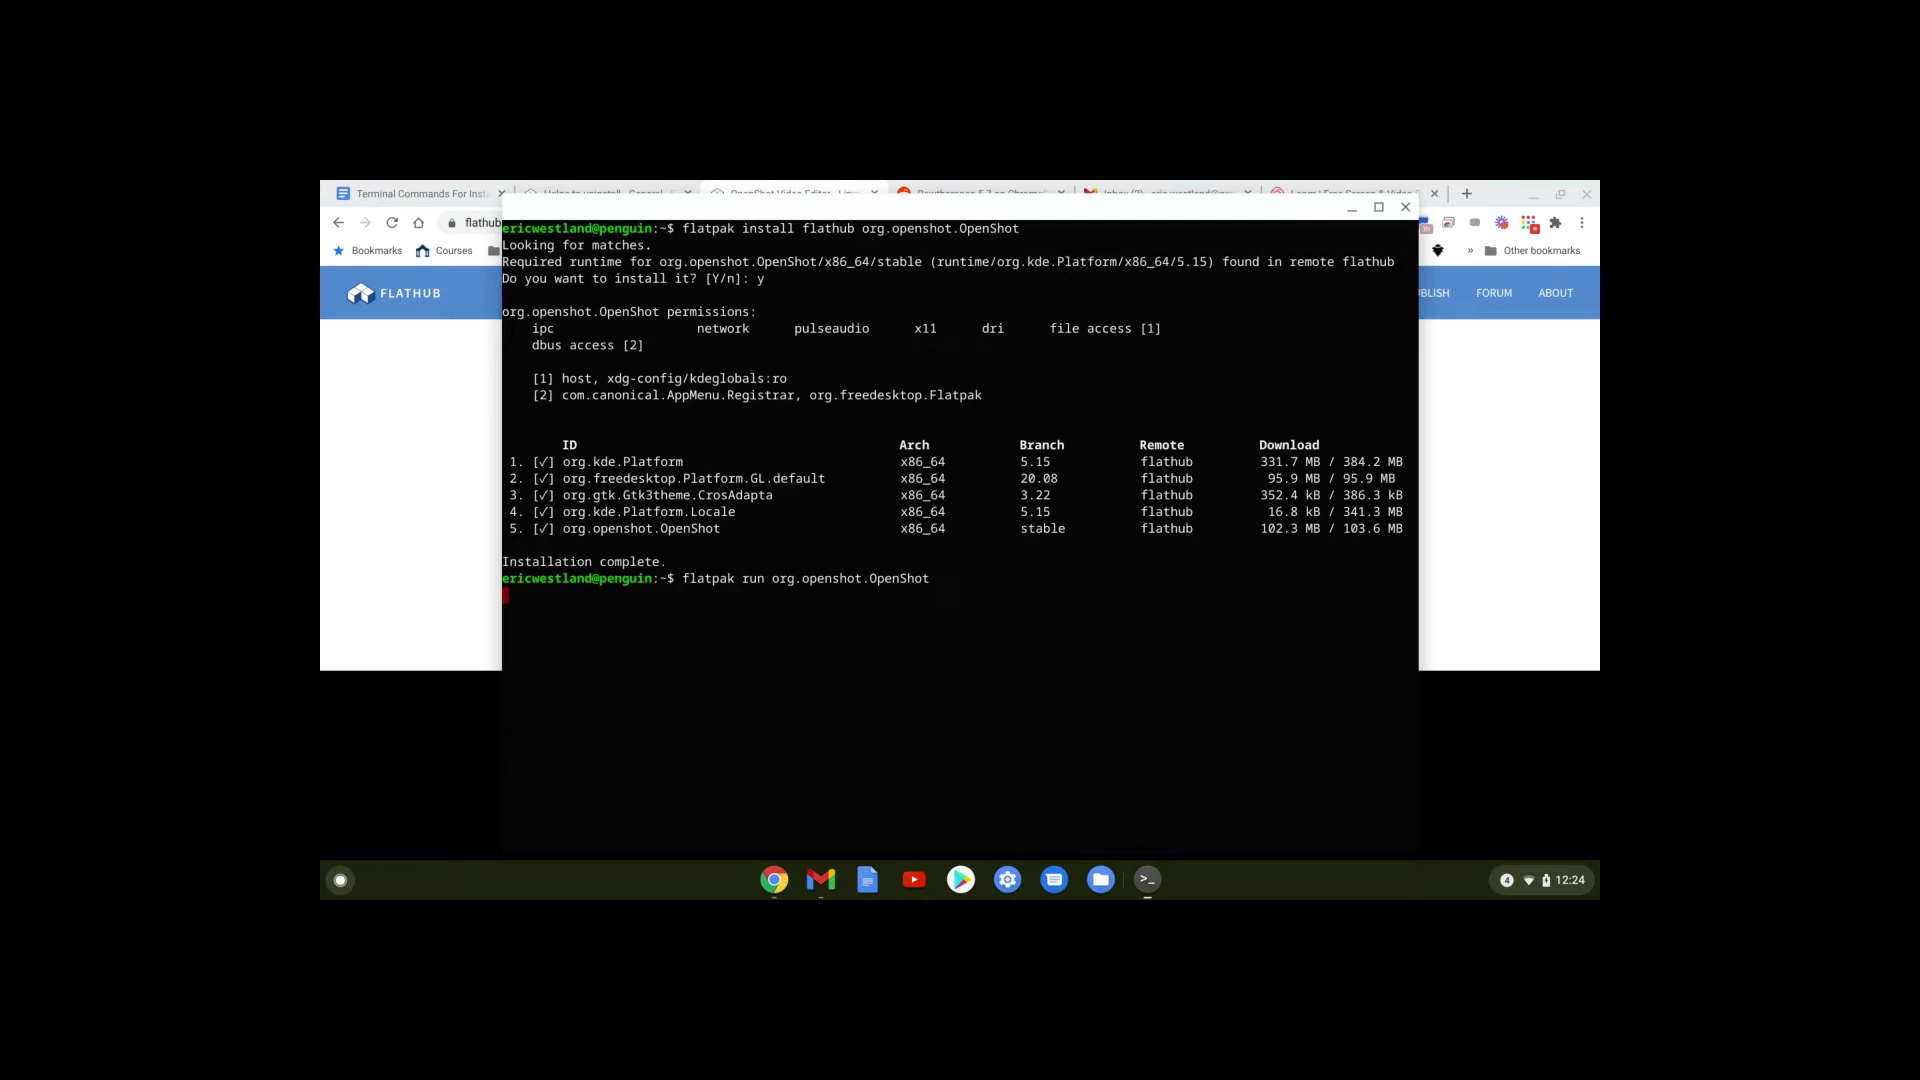 Terminal Commands For Inst
OpenShot Video Editor
flathub
Bookmarks Courses
Other bookmarks
FLATHUB
BLISH FORUM ABOUT
ericwestland@penguin:~$ flatpak install flathub org.openshot.OpenShot
Looking for matches.
Required runtime for org.openshot.OpenShot/x86_64/stable (runtime/org.kde.Platform/x86_64/5.15) found in remote flathub
Do you want to install it? [Y/n]: y
org.openshot.OpenShot permissions:
ipc network pulseaudio x11 dri file access [1]
dbus access [2]
[1] host, xdg-config/kdeglobals:ro
[2] com.canonical.AppMenu.Registrar, org.freedesktop.Flatpak
ID Arch Branch Remote Download
1. [✓] org.kde.Platform x86_64 5.15 flathub 331.7 MB / 384.2 MB
2. [✓] org.freedesktop.Platform.GL.default x86_64 20.08 flathub 95.9 MB / 95.9 MB
3. [✓] org.gtk.Gtk3theme.CrosAdapta x86_64 3.22 flathub 352.4 kB / 386.3 kB
4. [✓] org.kde.Platform.Locale x86_64 5.15 flathub 16.8 kB / 341.3 MB
5. [✓] org.openshot.OpenShot x86_64 stable flathub 102.3 MB / 103.6 MB
Installation complete.
ericwestland@penguin:~$ flatpak run org.openshot.OpenShot
4 12:24